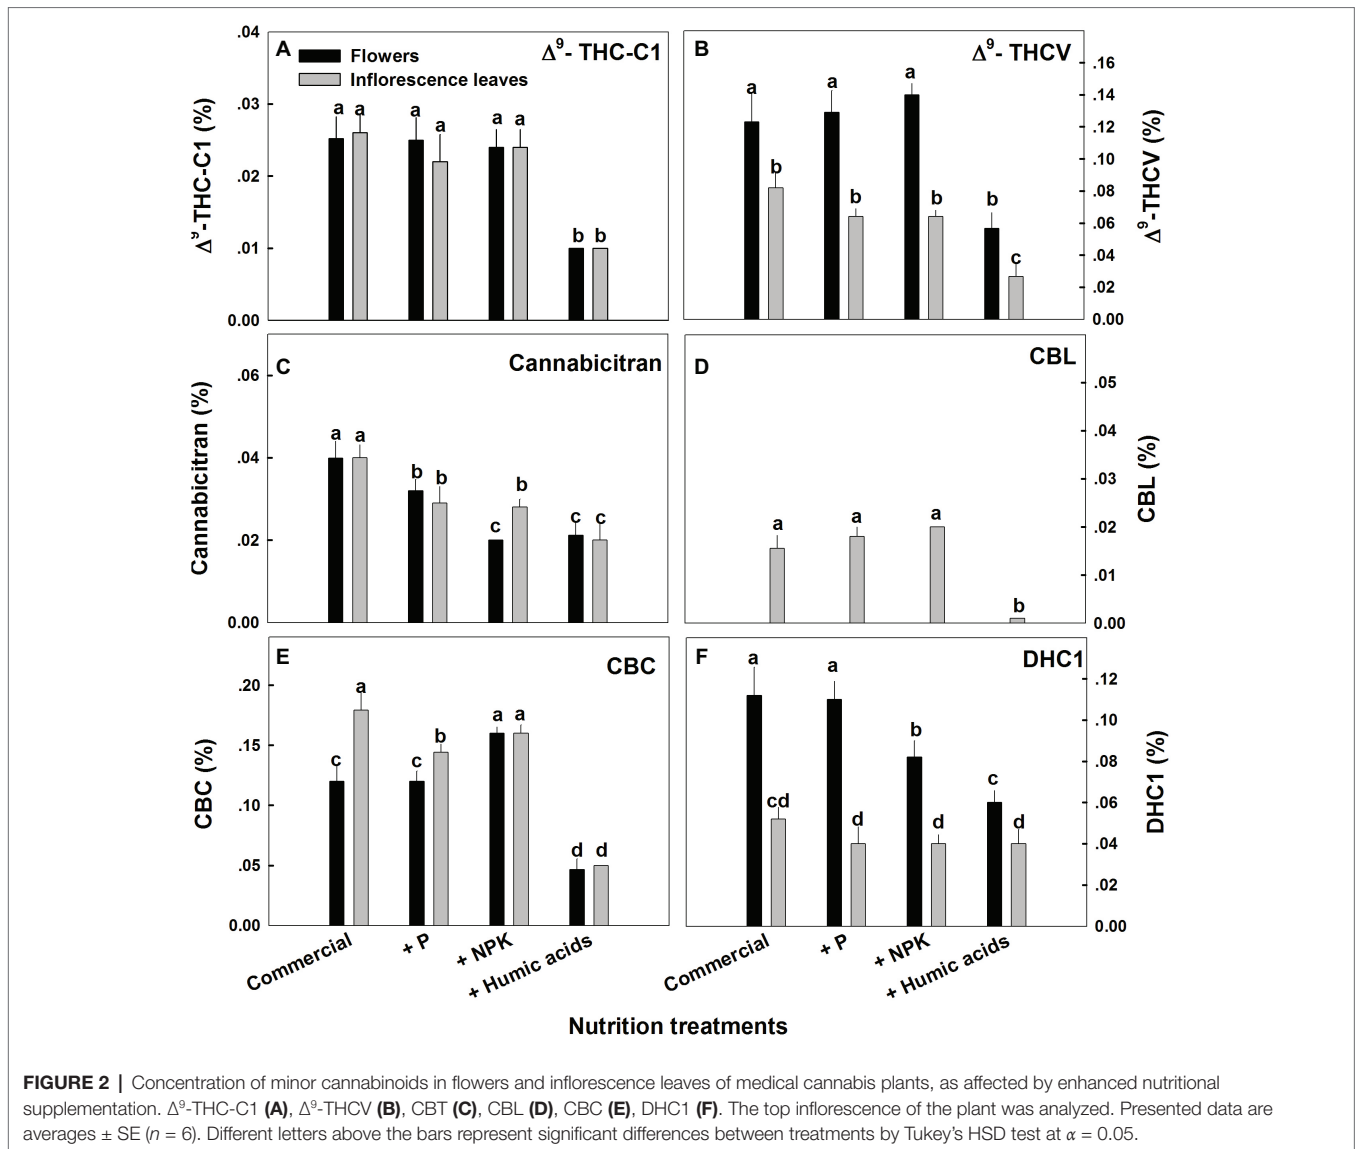 .04
A
Flowers
Inflorescence leaves
Δ9- THC-C1
.03
.02
.01
0.00
Δ9-THC-C1 (%)
a a a a a a b b
B
Δ9- THCV
.16
.14
.12
.10
.08
.06
.04
.02
0.00
Δ9-THCV (%)
a b a b a b b c
C
Cannabicitran
.06
.04
.02
0.00
Cannabicitran (%)
a a b b c b c c
D
CBL
.05
.04
.03
.02
.01
0.00
CBL (%)
a a a b
E
CBC
.20
.15
.10
.05
0.00
CBC (%)
c a c b a a d d
F
DHC1
.12
.10
.08
.06
.04
.02
0.00
DHC1 (%)
a cd a d b d c d
Commercial
+ P
+ NPK
+ Humic acids
Commercial
+ P
+ NPK
+ Humic acids
Nutrition treatments
FIGURE 2 | Concentration of minor cannabinoids in flowers and inflorescence leaves of medical cannabis plants, as affected by enhanced nutritional
supplementation. Δ9-THC-C1 (A), Δ9-THCV (B), CBT (C), CBL (D), CBC (E), DHC1 (F). The top inflorescence of the plant was analyzed. Presented data are
averages ± SE (n = 6). Different letters above the bars represent significant differences between treatments by Tukey’s HSD test at α = 0.05.